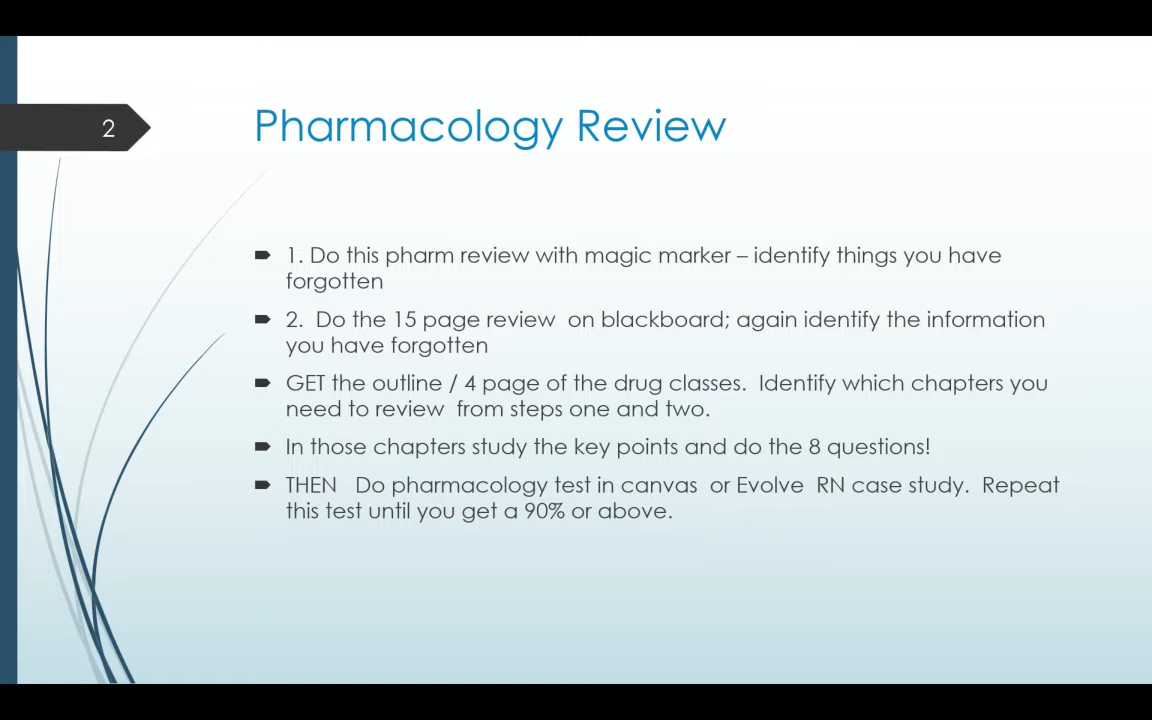 2
Pharmacology Review
1. Do this pharm review with magic marker – identify things you have
forgotten
2. Do the 15 page review on blackboard; again identify the information
you have forgotten
GET the outline / 4 page of the drug classes. Identify which chapters you
need to review from steps one and two.
In those chapters study the key points and do the 8 questions!
THEN Do pharmacology test in canvas or Evolve RN case study. Repeat
this test until you get a 90% or above.